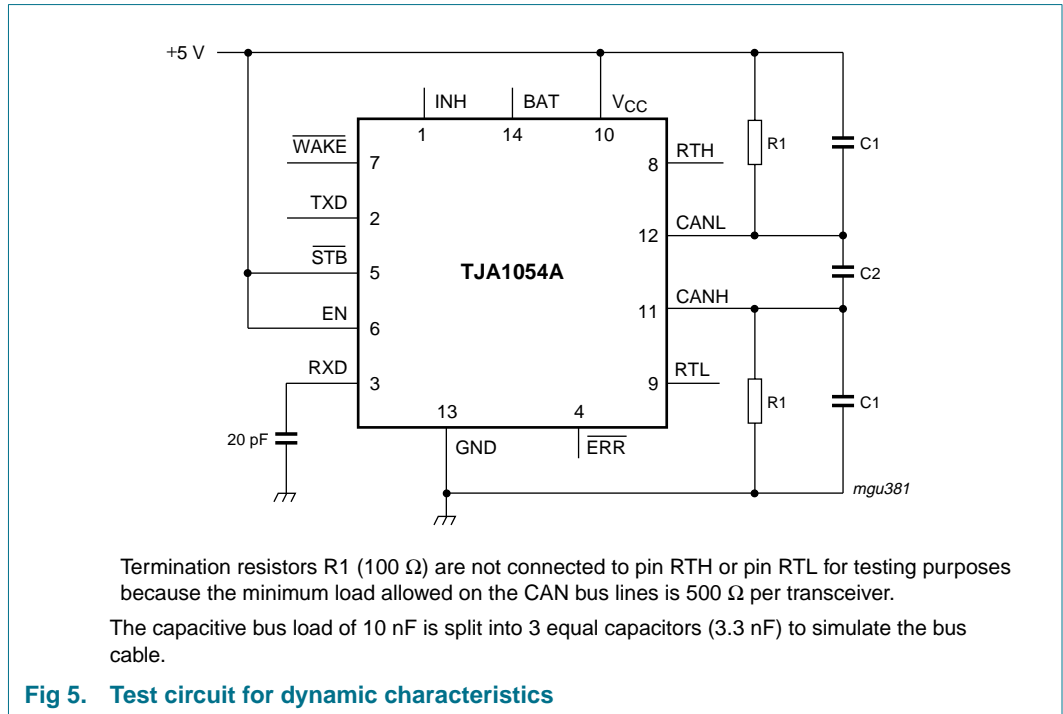 +5 V
INH
BAT
VCC
1
14
10
WAKE
7
8
RTH
R1
C1
TXD
2
12
CANL
STB
5
TJA1054A
C2
11
CANH
EN
6
RXD
3
9
RTL
R1
C1
13
4
20 pF
GND
ERR
mgu381
Termination resistors R1 (100 Ω) are not connected to pin RTH or pin RTL for testing purposes
because the minimum load allowed on the CAN bus lines is 500 Ω per transceiver.
The capacitive bus load of 10 nF is split into 3 equal capacitors (3.3 nF) to simulate the bus
cable.
Fig 5. Test circuit for dynamic characteristics